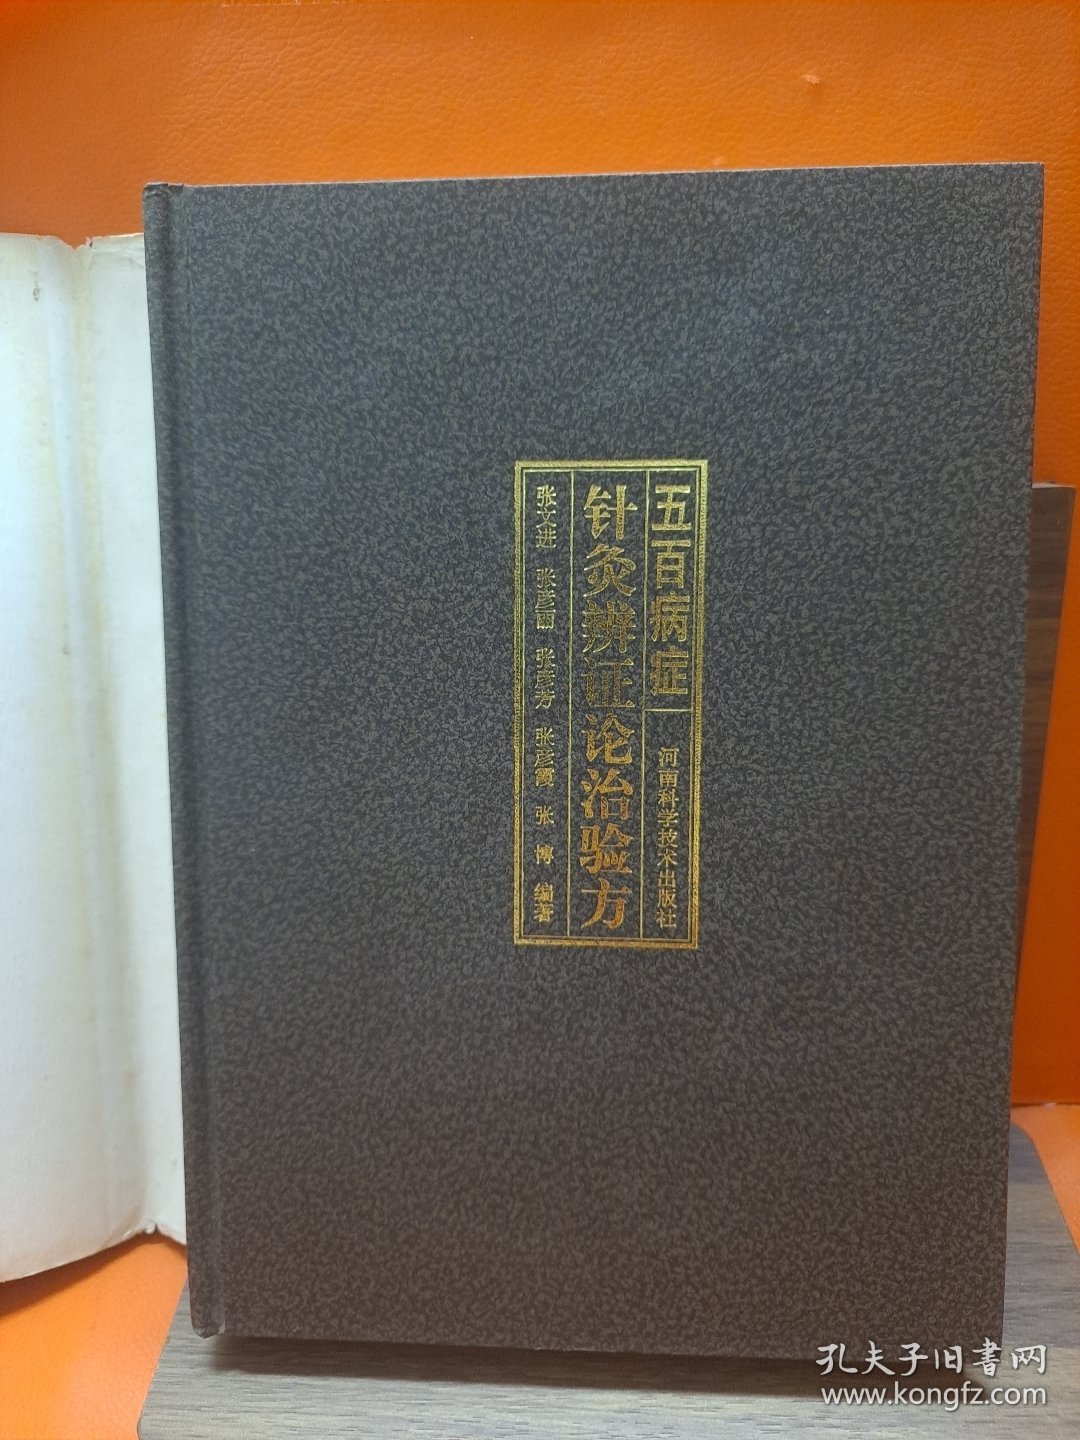 五百病症
河南科学技术出版社
针灸辨证论治验方
张文进 张彦丽 张彦芳 张彦霞 张博 编著
孔夫子旧書网
www.kongfz.com